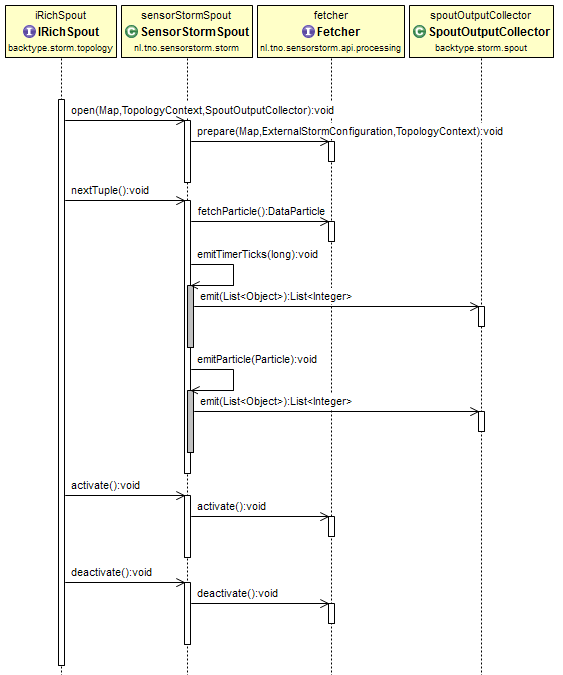 iRichSpout
I IRichSpout
backtype.storm.topology
sensorStormSpout
C SensorStormSpout
nl.tno.sensorstorm.storm
fetcher
I Fetcher
nl.tno.sensorstorm.api.processing
spoutOutputCollector
C SpoutOutputCollector
backtype.storm.spout
open(Map,TopologyContext,SpoutOutputCollector):void
prepare(Map,ExternalStormConfiguration,TopologyContext):void
nextTuple():void
fetchParticle():DataParticle
emitTimerTicks(long):void
emit(List<Object>):List<Integer>
emitParticle(Particle):void
emit(List<Object>):List<Integer>
activate():void
activate():void
deactivate():void
deactivate():void